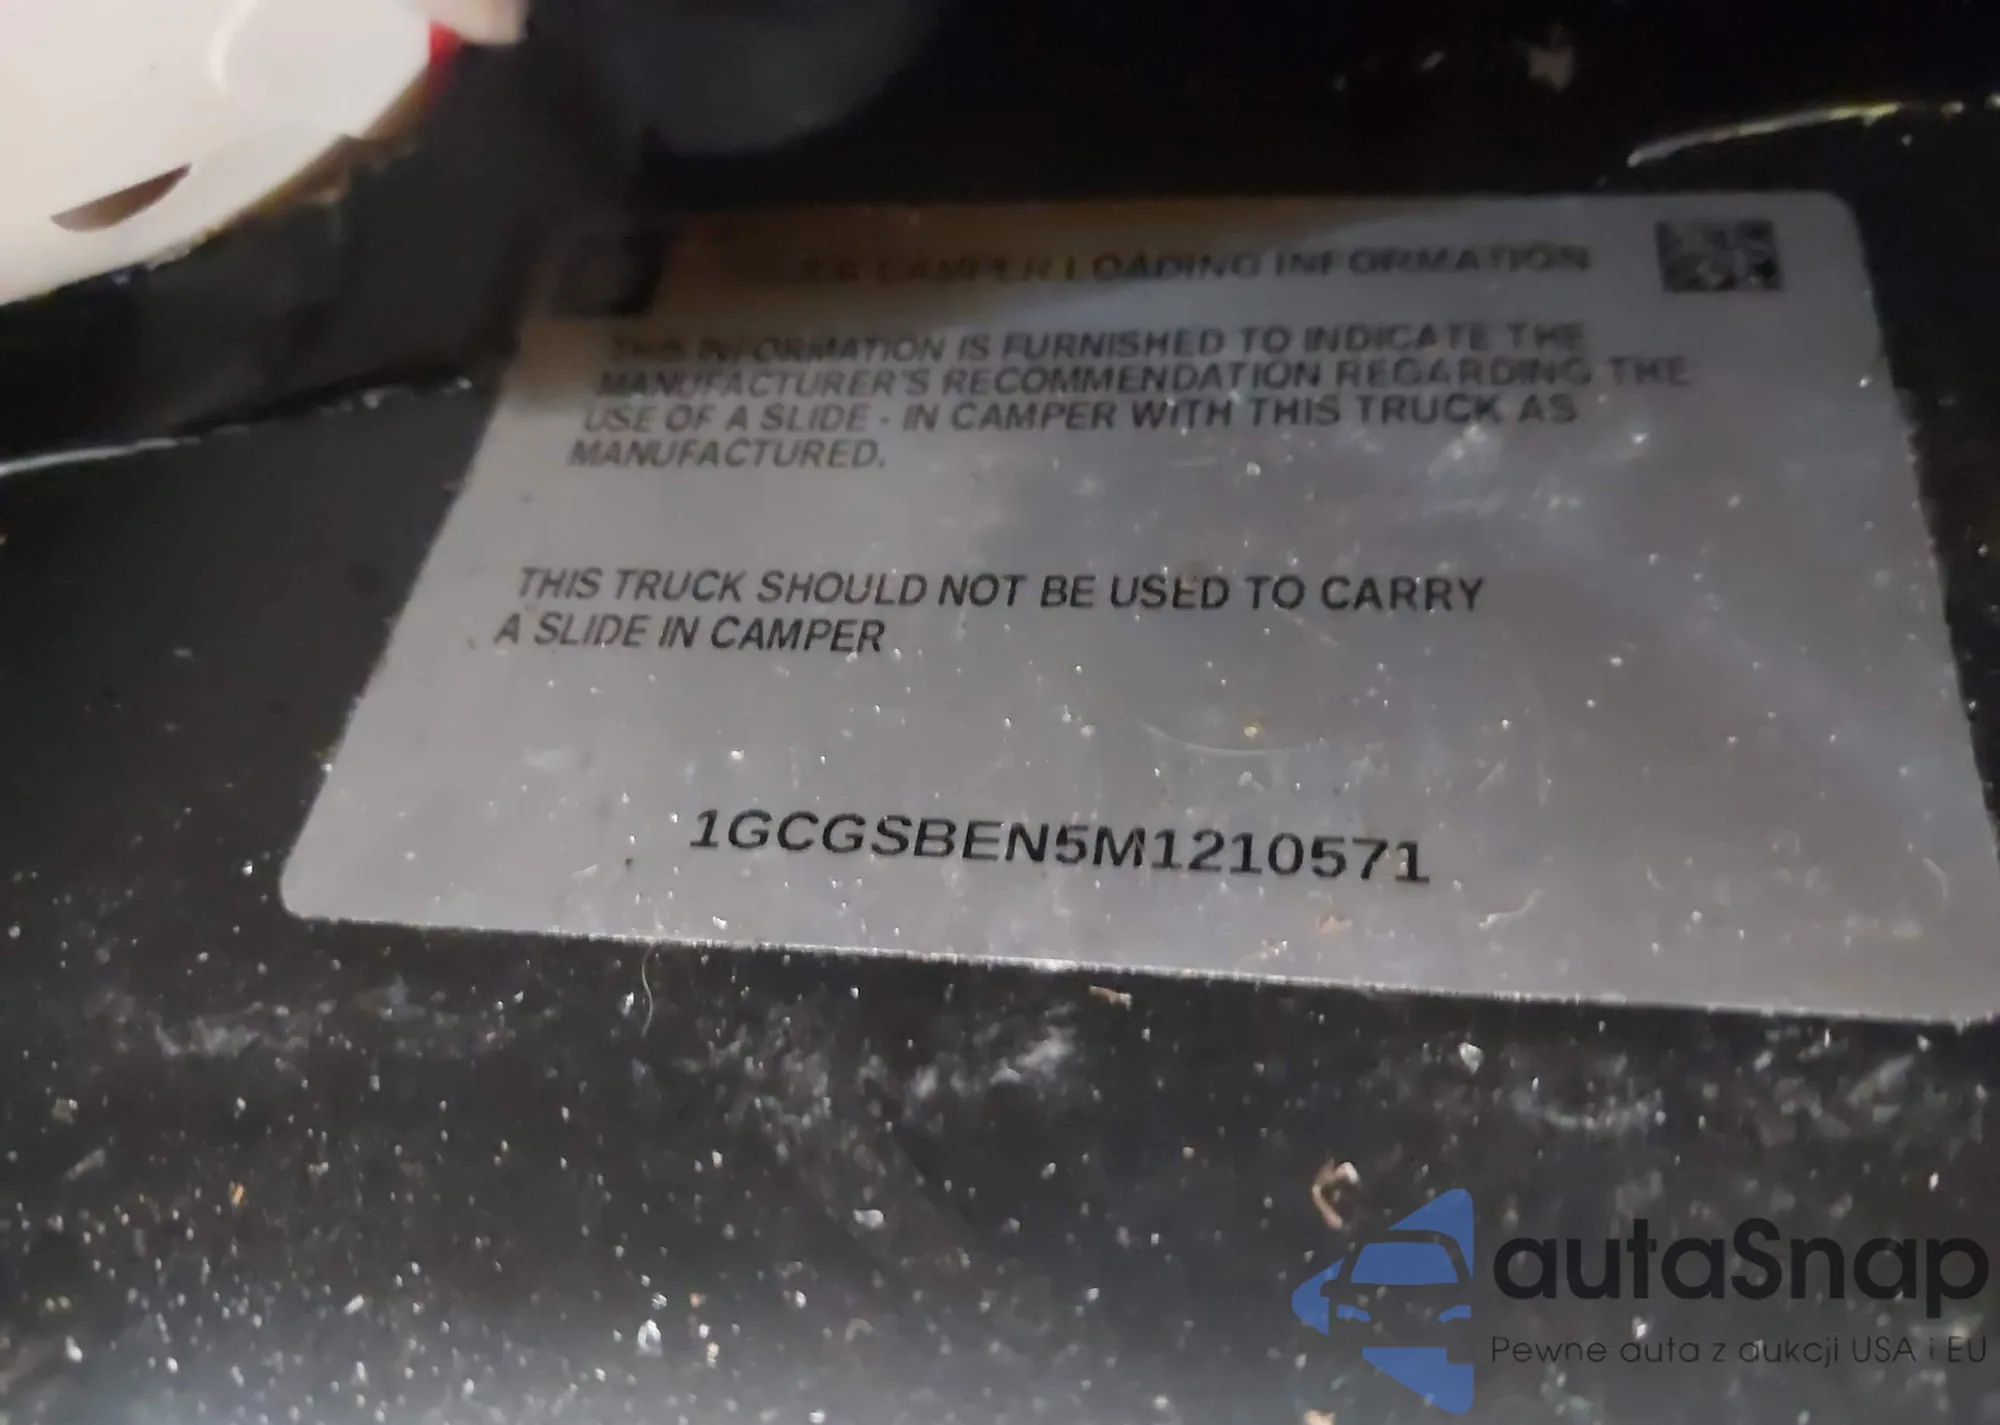 CAMPER LOADING INFORMATION
THIS INFORMATION IS FURNISHED TO INDICATE THE
MANUFACTURER'S RECOMMENDATION REGARDING THE
USE OF A SLIDE - IN CAMPER WITH THIS TRUCK AS
MANUFACTURED.
THIS TRUCK SHOULD NOT BE USED TO CARRY
A SLIDE IN CAMPER
1GCGSBEN5M1210571
autaSnap
Pewne auta z aukcji USA i EU